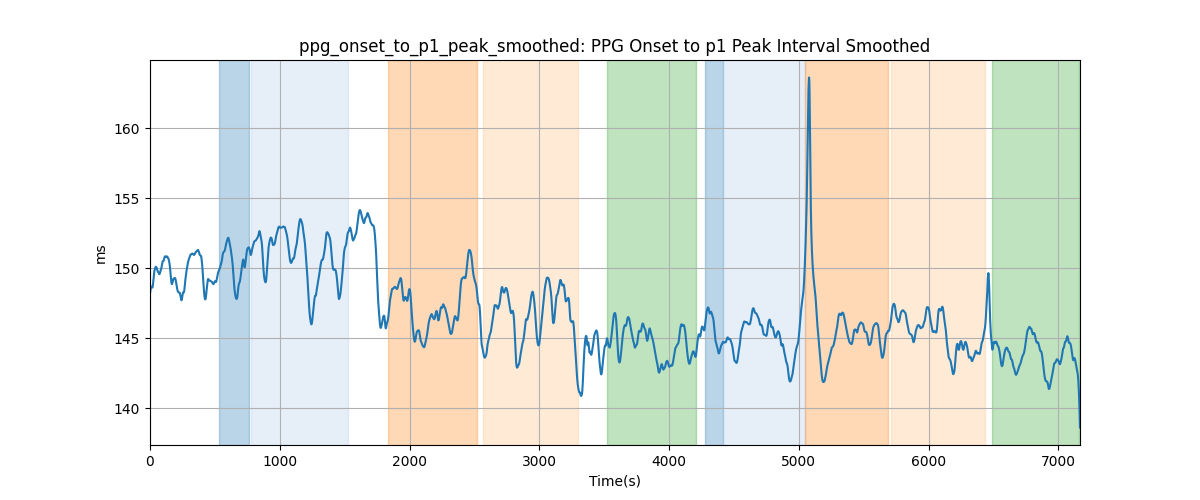 ppg_onset_to_p1_peak_smoothed: PPG Onset to p1 Peak Interval Smoothed
160
155
150
145
140
ms
0 1000 2000 3000 4000 5000 6000 7000
Time(s)